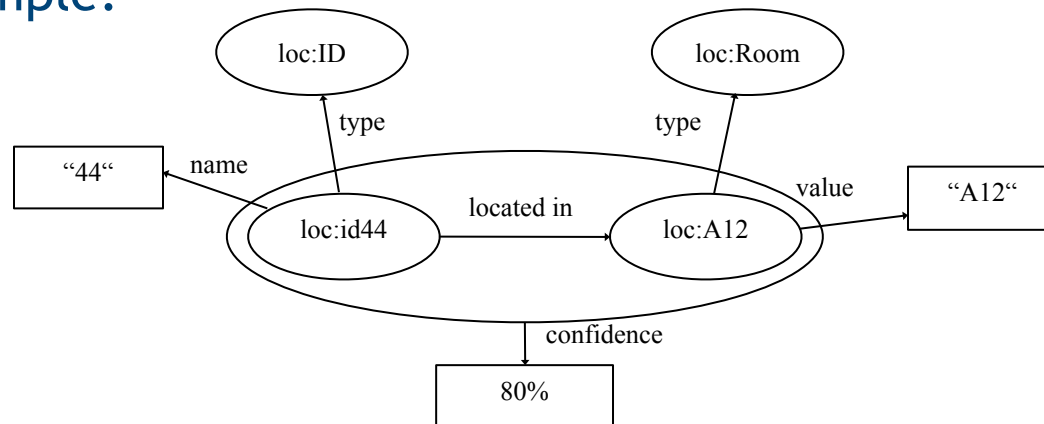 loc:ID
loc:Room
type
type
“44“
name
value
“A12“
loc:id44
located in
loc:A12
confidence
80%